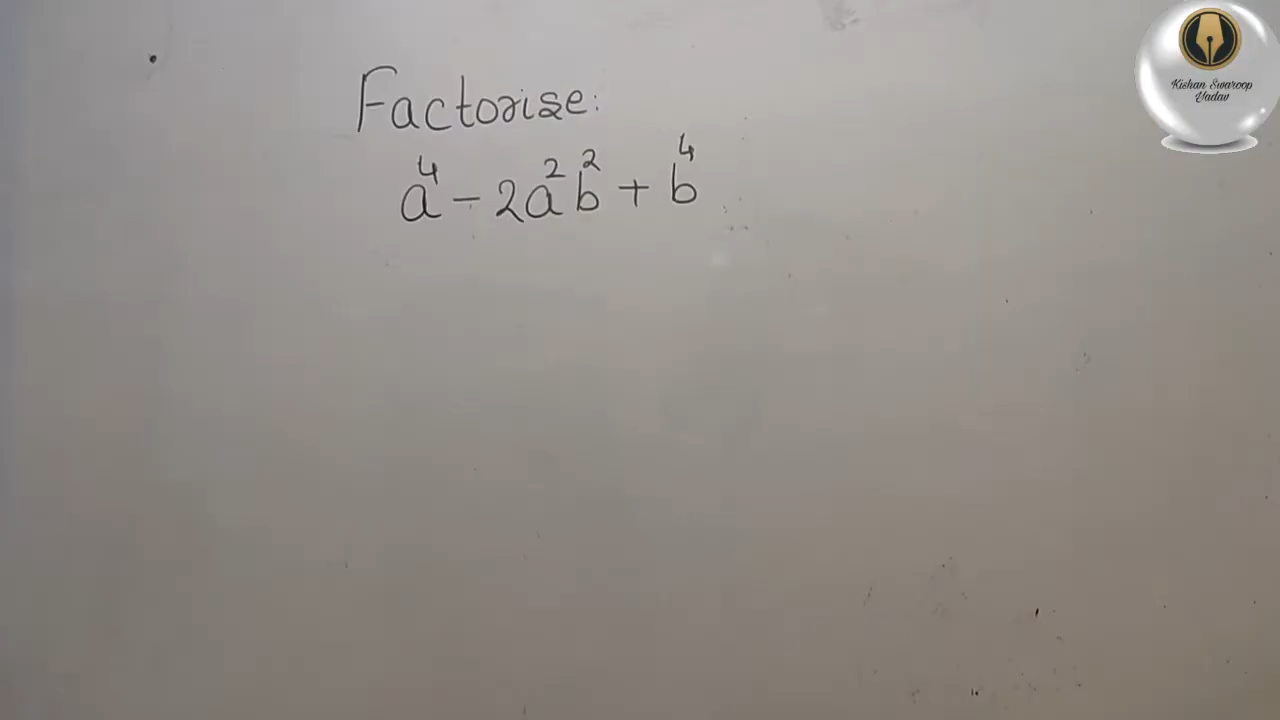 Factorise:
a⁴ - 2a²b² + b⁴
Kishan Swaroop
Yadav